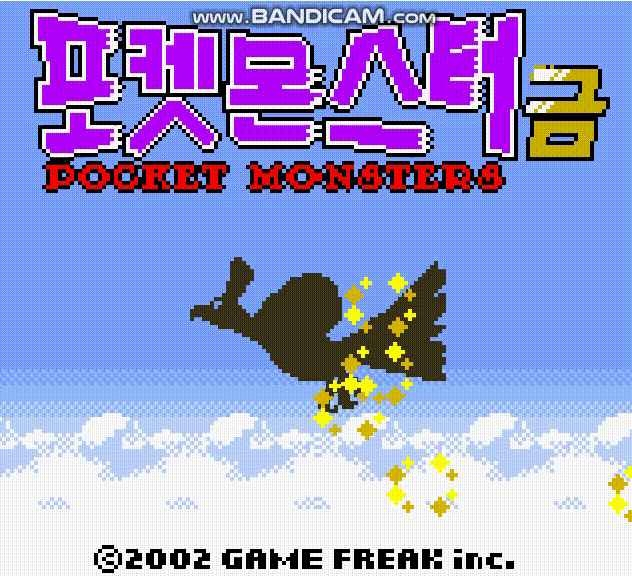 WWW.BANDICAM.COM
포켓몬스터 금
POCKET MONSTERS
©2002 GAME FREAK inc.